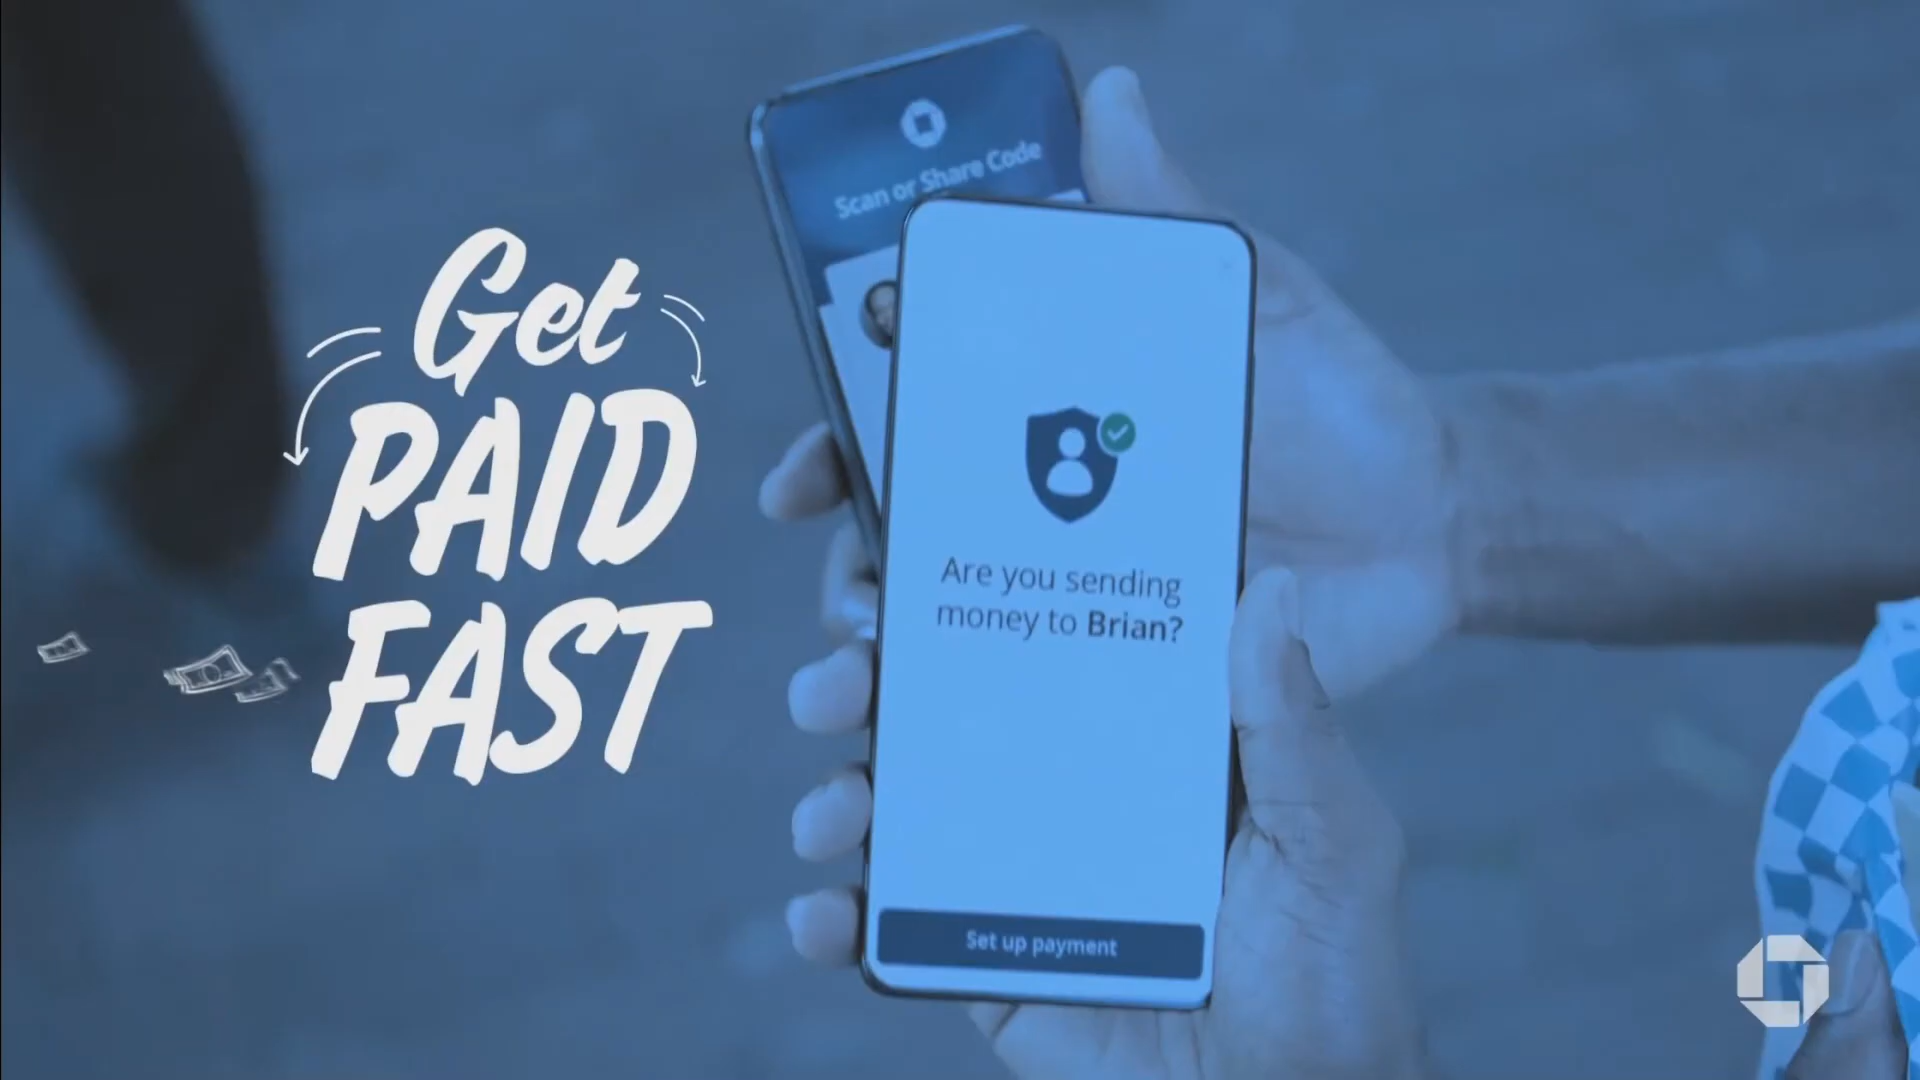 Get
PAID
FAST
Scan or Share Code
Are you sending
money to Brian?
Set up payment